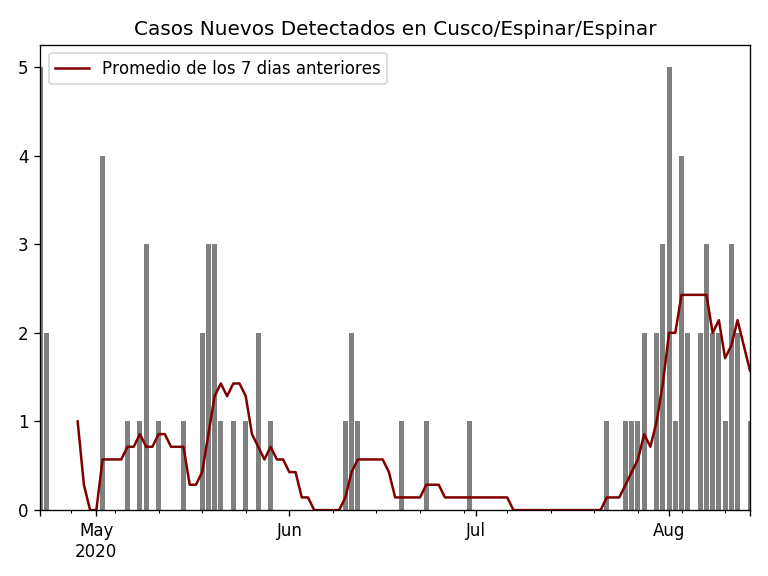 Casos Nuevos Detectados en Cusco/Espinar/Espinar
Promedio de los 7 dias anteriores
5
4
3
2
1
0
May
2020
Jun
Jul
Aug